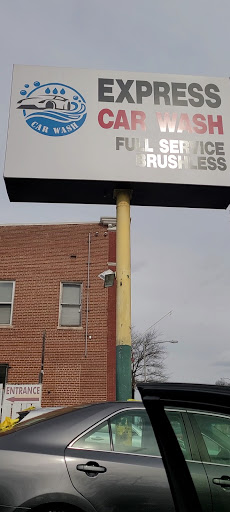 EXPRESS
CAR WASH
FULL SERVICE
BRUSHLESS
CAR WASH
ENTRANCE